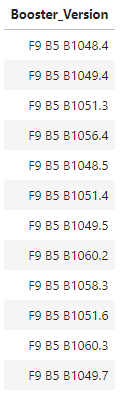 Booster_Version
F9 B5 B1048.4
F9 B5 B1049.4
F9 B5 B1051.3
F9 B5 B1056.4
F9 B5 B1048.5
F9 B5 B1051.4
F9 B5 B1049.5
F9 B5 B1060.2
F9 B5 B1058.3
F9 B5 B1051.6
F9 B5 B1060.3
F9 B5 B1049.7